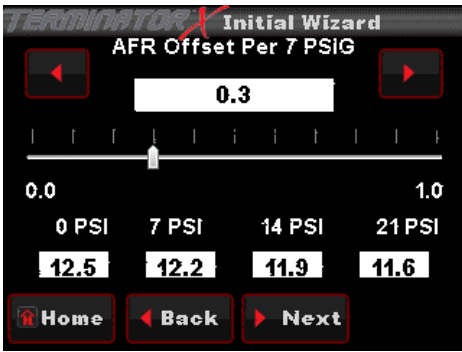 TERMINATOR X Initial Wizard
AFR Offset Per 7 PSIG
0.3
0.0 1.0
0 PSI 7 PSI 14 PSI 21 PSI
12.5 12.2 11.9 11.6
Home Back Next